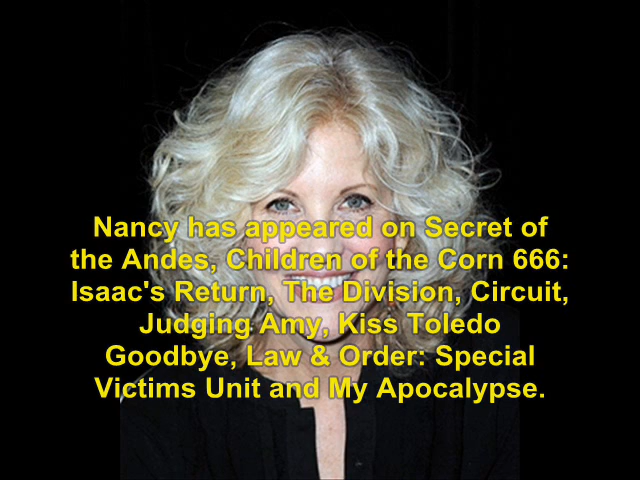 Nancy has appeared on Secret of
the Andes, Children of the Corn 666:
Isaac's Return, The Division, Circuit,
Judging Amy, Kiss Toledo
Goodbye, Law & Order: Special
Victims Unit and My Apocalypse.